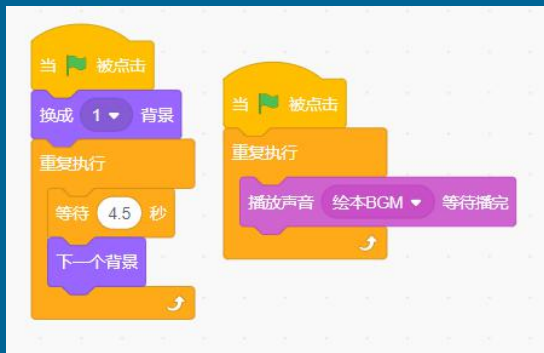 当 被点击
换成 1 背景
重复执行
等待 4.5 秒
下一个背景
当 被点击
重复执行
播放声音 绘本BGM 等待播完